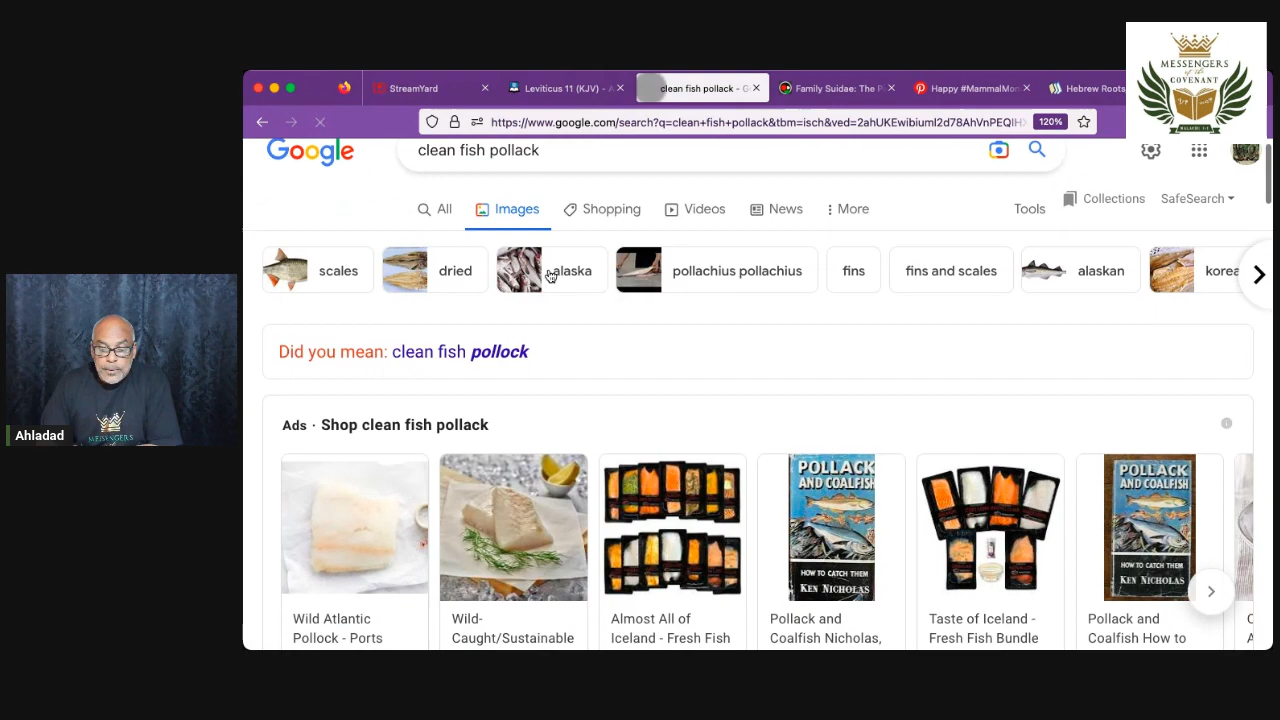 MESSENGERS
of the
COVENANT
StreamYard
Leviticus 11 (KJV) - A
clean fish pollack - G
Family Suidae: The P
Happy #MammalMon
Hebrew Roots
https://www.google.com/search?q=clean+fish+pollack&tbm=isch&ved=2ahUKEwibiuml2d78AhVnPEQIH
120%
Google
clean fish pollack
All
Images
Shopping
Videos
News
More
Tools
Collections
SafeSearch
scales
dried
alaska
pollachius pollachius
fins
fins and scales
alaskan
korea
Did you mean: clean fish pollock
Ads · Shop clean fish pollack
POLLACK
AND COALFISH
HOW TO CATCH THEM
KEN NICHOLAS
POLLACK
AND COALFISH
HOW TO CATCH THEM
KEN NICHOLAS
Wild Atlantic
Pollock - Ports
Wild-
Caught/Sustainable
Almost All of
Iceland - Fresh Fish
Pollack and
Coalfish Nicholas,
Taste of Iceland -
Fresh Fish Bundle
Pollack and
Coalfish How to
Ahladad
MESSENGERS